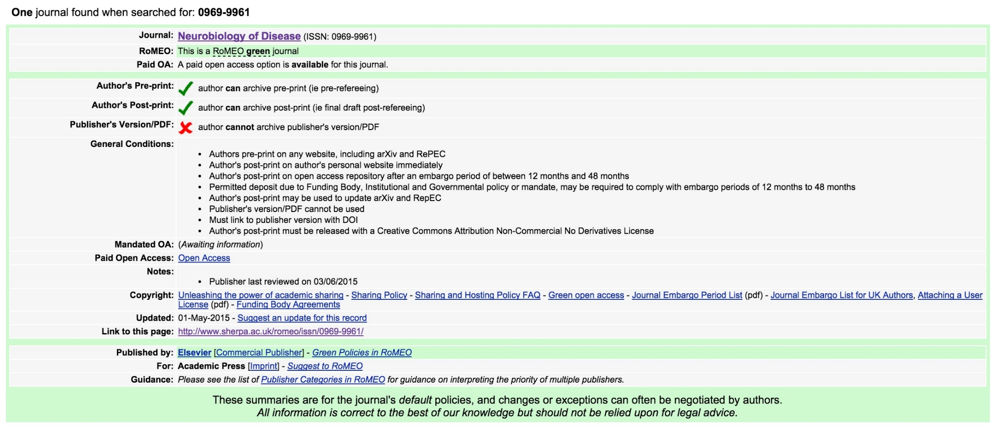 One journal found when searched for: 0969-9961
Journal: Neurobiology of Disease (ISSN: 0969-9961)
RoMEO: This is a RoMEO green journal
Paid OA: A paid open access option is available for this journal.
Author's Pre-print: author can archive pre-print (ie pre-refereeing)
Author's Post-print: author can archive post-print (ie final draft post-refereeing)
Publisher's Version/PDF: author cannot archive publisher's version/PDF
General Conditions:
• Authors pre-print on any website, including arXiv and RePEC
• Author's post-print on author's personal website immediately
• Author's post-print on open access repository after an embargo period of between 12 months and 48 months
• Permitted deposit due to Funding Body, Institutional and Governmental policy or mandate, may be required to comply with embargo periods of 12 months to 48 months
• Author's post-print may be used to update arXiv and RepEC
• Publisher's version/PDF cannot be used
• Must link to publisher version with DOI
• Author's post-print must be released with a Creative Commons Attribution Non-Commercial No Derivatives License
Mandated OA: (Awaiting information)
Paid Open Access: Open Access
Notes:
• Publisher last reviewed on 03/06/2015
Copyright: Unleashing the power of academic sharing - Sharing Policy - Sharing and Hosting Policy FAQ - Green open access - Journal Embargo Period List (pdf) - Journal Embargo List for UK Authors, Attaching a User
License (pdf) - Funding Body Agreements
Updated: 01-May-2015 - Suggest an update for this record
Link to this page: http://www.sherpa.ac.uk/romeo/issn/0969-9961/
Published by: Elsevier [Commercial Publisher] - Green Policies in RoMEO
For: Academic Press [Imprint] - Suggest to RoMEO
Guidance: Please see the list of Publisher Categories in RoMEO for guidance on interpreting the priority of multiple publishers.
These summaries are for the journal's default policies, and changes or exceptions can often be negotiated by authors.
All information is correct to the best of our knowledge but should not be relied upon for legal advice.